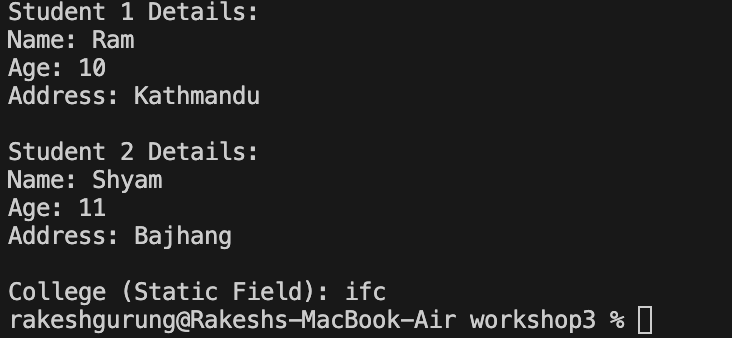 Student 1 Details:
Name: Ram
Age: 10
Address: Kathmandu
Student 2 Details:
Name: Shyam
Age: 11
Address: Bajhang
College (Static Field): ifc
rakeshgurung@Rakeshs-MacBook-Air workshop3 %